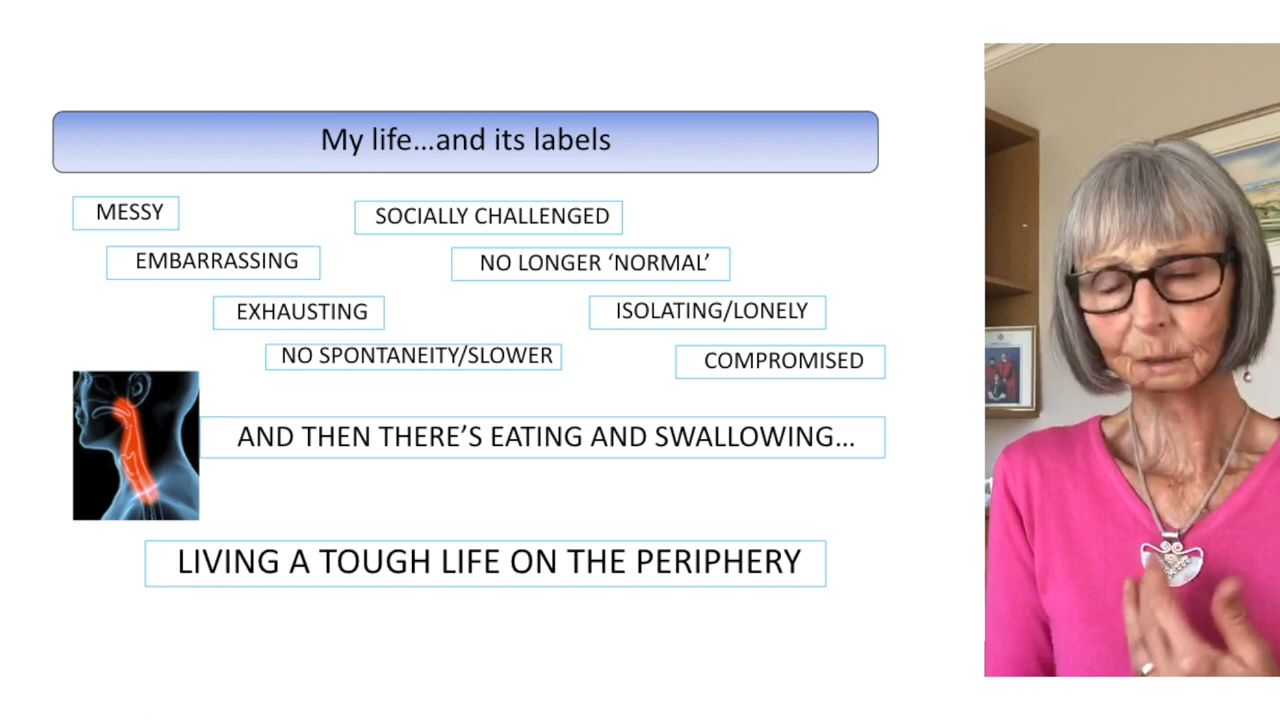 My life...and its labels
MESSY
SOCIALLY CHALLENGED
EMBARRASSING
NO LONGER ‘NORMAL’
EXHAUSTING
ISOLATING/LONELY
NO SPONTANEITY/SLOWER
COMPROMISED
AND THEN THERE’S EATING AND SWALLOWING...
LIVING A TOUGH LIFE ON THE PERIPHERY